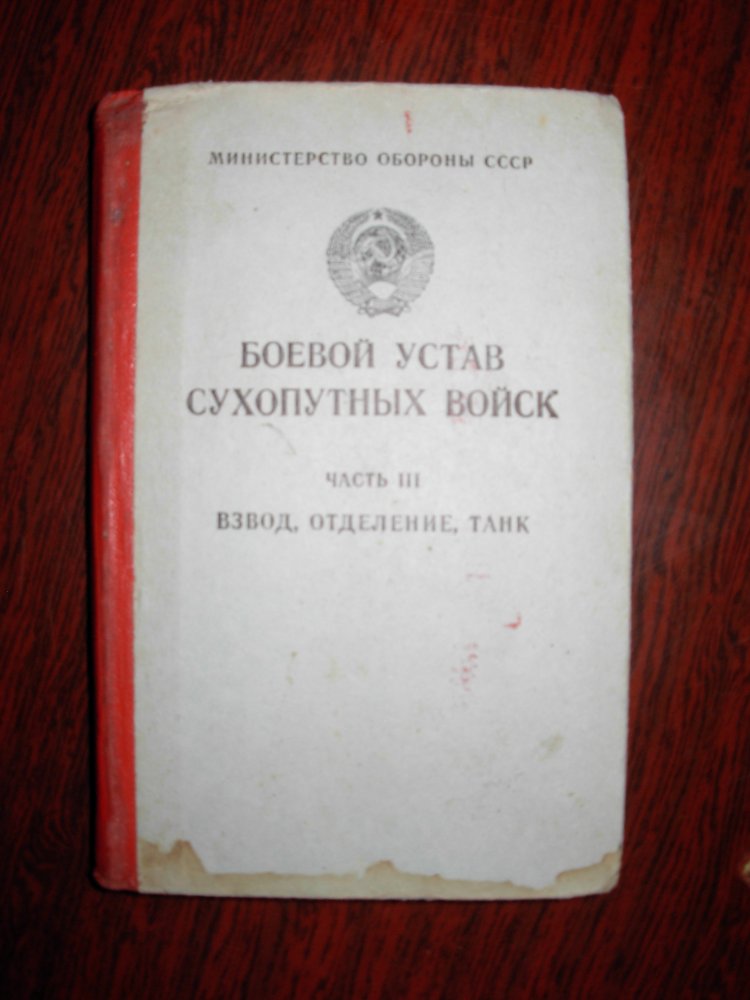 МИНИСТЕРСТВО ОБОРОНЫ СССР
БОЕВОЙ УСТАВ
СУХОПУТНЫХ ВОЙСК
ЧАСТЬ III
ВЗВОД, ОТДЕЛЕНИЕ, ТАНК